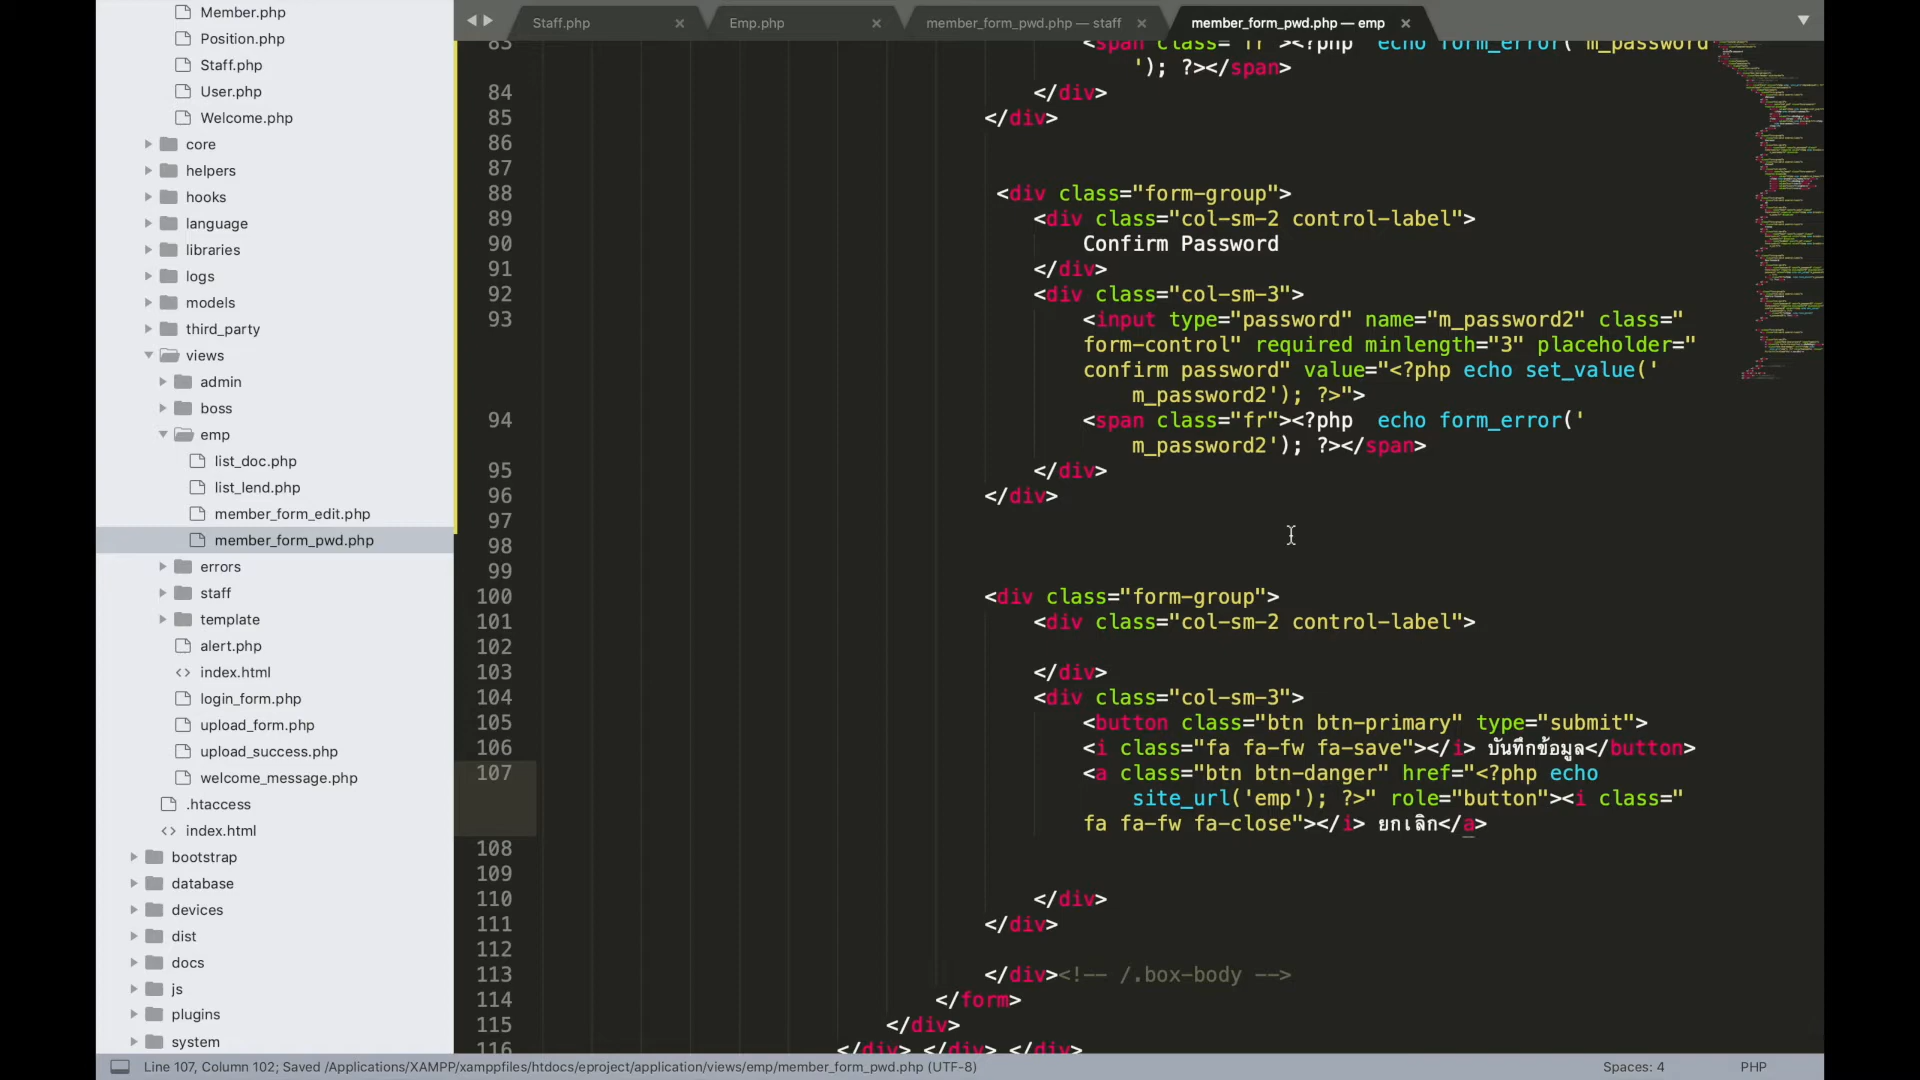 Member.php
Position.php
Staff.php
User.php
Welcome.php
core
helpers
hooks
language
libraries
logs
models
third_party
views
admin
boss
emp
list_doc.php
list_lend.php
member_form_edit.php
member_form_pwd.php
errors
staff
template
alert.php
<> index.html
login_form.php
upload_form.php
upload_success.php
welcome_message.php
.htaccess
<> index.html
bootstrap
database
devices
dist
docs
js
plugins
system
Staff.php × Emp.php × member_form_pwd.php — staff × member_form_pwd.php — emp ×
83 <span class="fr"><?php  echo form_error('m_password
'); ?></span>
84 </div>
85 </div>
86
87
88 <div class="form-group">
89 <div class="col-sm-2 control-label">
90 Confirm Password
91 </div>
92 <div class="col-sm-3">
93 <input type="password" name="m_password2" class="
form-control" required minlength="3" placeholder="
confirm password" value="<?php echo set_value('
m_password2'); ?>">
94 <span class="fr"><?php  echo form_error('
m_password2'); ?></span>
95 </div>
96 </div>
97
98
99
100 <div class="form-group">
101 <div class="col-sm-2 control-label">
102
103 </div>
104 <div class="col-sm-3">
105 <button class="btn btn-primary" type="submit">
106 <i class="fa fa-fw fa-save"></i> บันทึกข้อมูล</button>
107 <a class="btn btn-danger" href="<?php echo
site_url('emp'); ?>" role="button"><i class="
fa fa-fw fa-close"></i> ยกเลิก</a>
108
109
110 </div>
111 </div>
112
113 </div><!-- /.box-body -->
114 </form>
115 </div>
116 </div> </div> </div>
Line 107, Column 102; Saved /Applications/XAMPP/xamppfiles/htdocs/eproject/application/views/emp/member_form_pwd.php (UTF-8) Spaces: 4 PHP